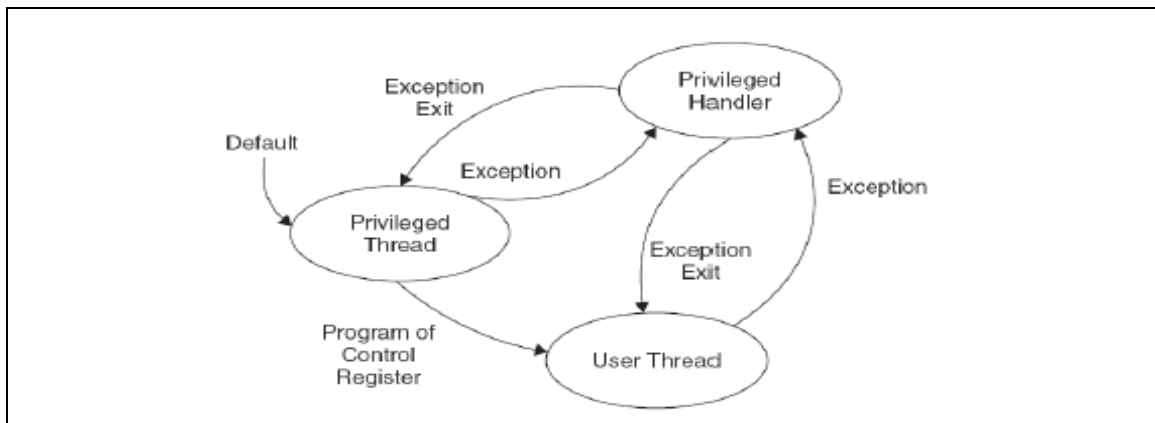 Privileged
Handler
Exception
Exit
Default
Exception
Exception
Privileged
Thread
Exception
Exit
Program of
Control
Register
User Thread